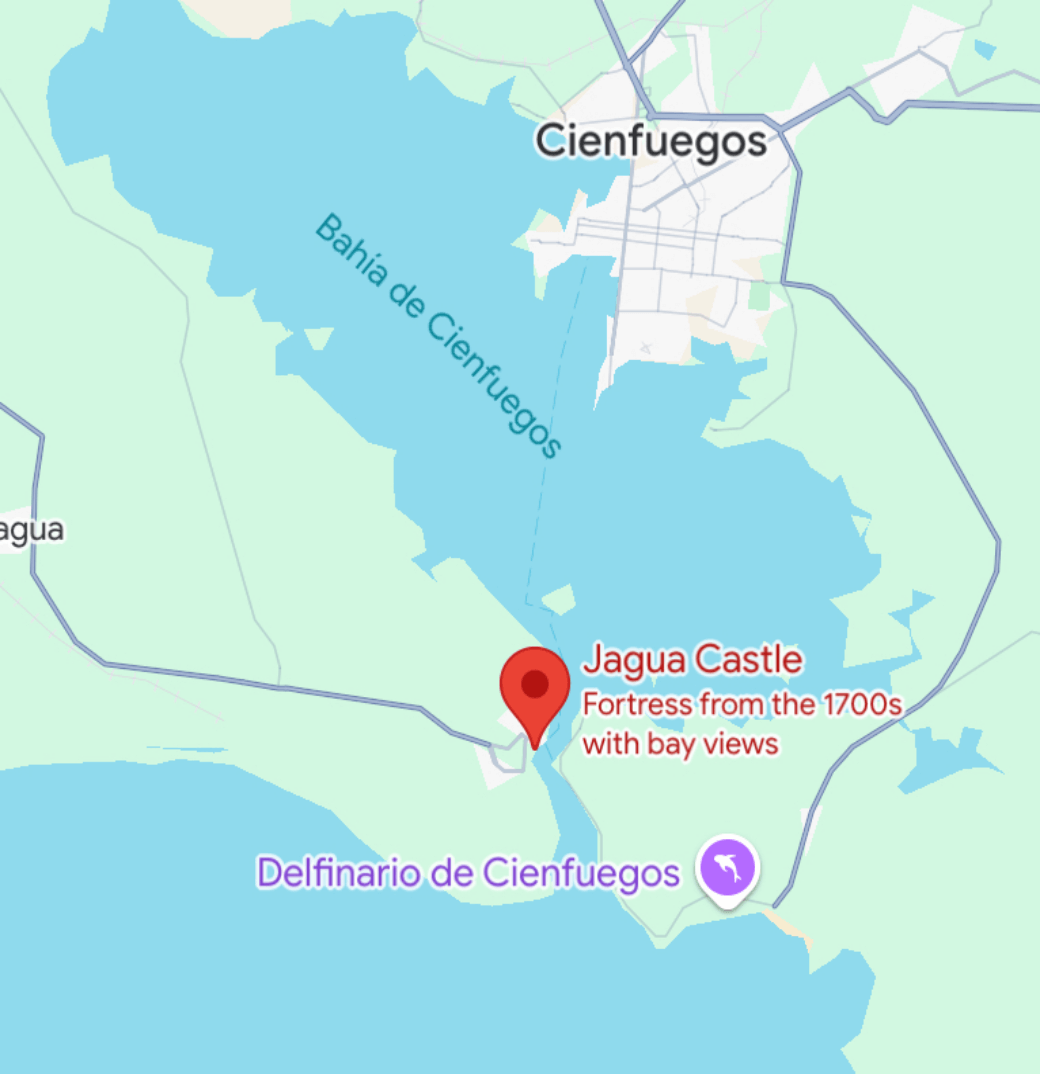 Cienfuegos
Bahía de Cienfuegos
agua
Jagua Castle
Fortress from the 1700s
with bay views
Delfinario de Cienfuegos